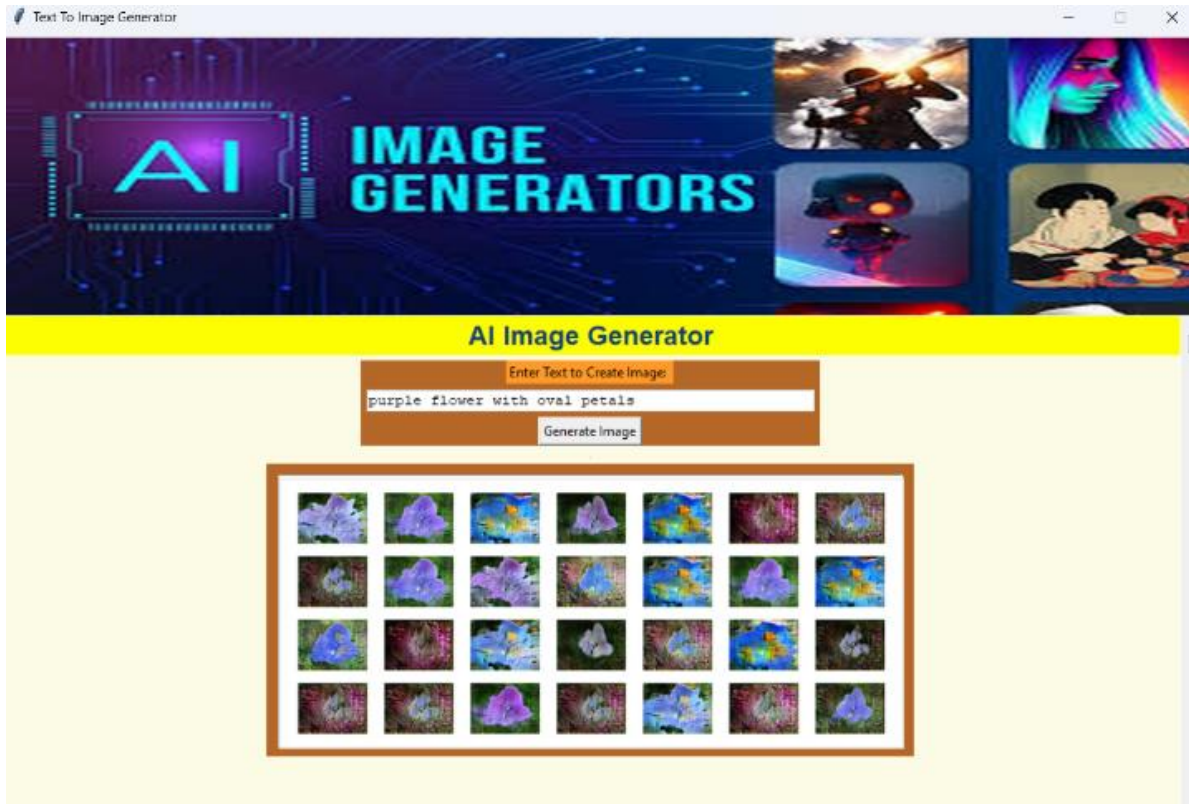 Text To Image Generator
AI
IMAGE
GENERATORS
AI Image Generator
Enter Text to Create Image:
purple flower with oval petals
Generate Image